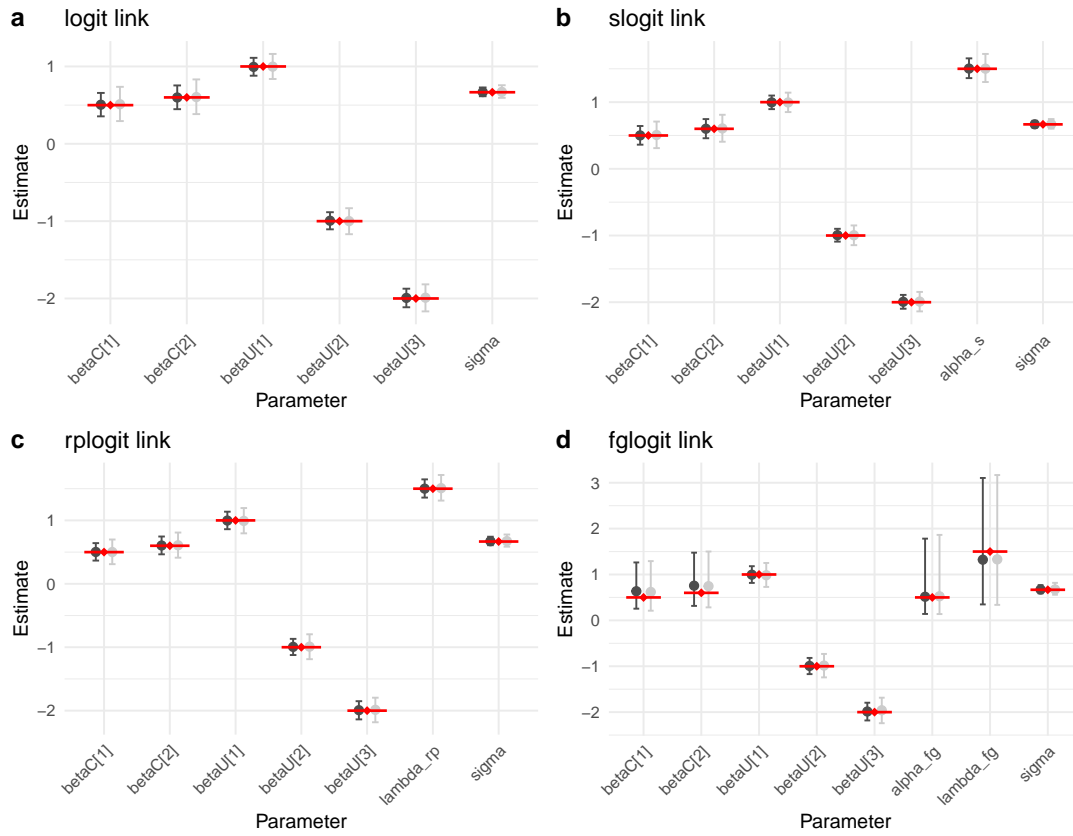 a logit link
1
0
−1
−2
Estimate
betaC[1]
betaC[2]
betaU[1]
betaU[2]
betaU[3]
sigma
Parameter
b slogit link
1
0
−1
−2
Estimate
betaC[1]
betaC[2]
betaU[1]
betaU[2]
betaU[3]
alpha_s
sigma
Parameter
c rplogit link
1
0
−1
−2
Estimate
betaC[1]
betaC[2]
betaU[1]
betaU[2]
betaU[3]
lambda_rp
sigma
Parameter
d fglogit link
3
2
1
0
−1
−2
Estimate
betaC[1]
betaC[2]
betaU[1]
betaU[2]
betaU[3]
alpha_fg
lambda_fg
sigma
Parameter